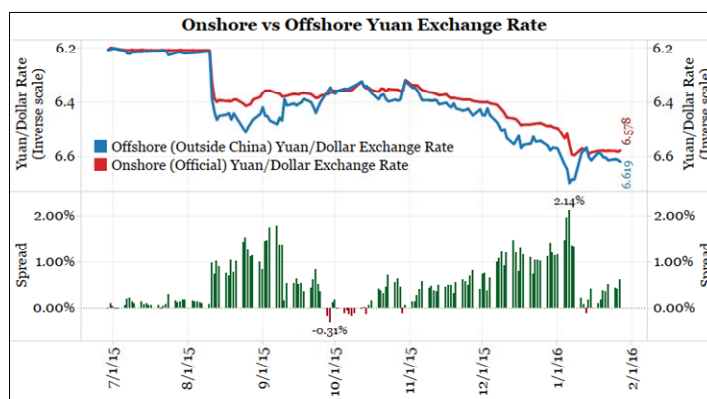 Onshore vs Offshore Yuan Exchange Rate
Yuan/Dollar Rate
(Inverse scale)
6.2
6.4
6.6
Offshore (Outside China) Yuan/Dollar Exchange Rate
Onshore (Official) Yuan/Dollar Exchange Rate
6.578
6.619
6.2
6.4
6.6
Yuan/Dollar Rate
(Inverse scale)
Spread
2.00%
1.00%
0.00%
2.14%
-0.31%
2.00%
1.00%
0.00%
Spread
7/1/15
8/1/15
9/1/15
10/1/15
11/1/15
12/1/15
1/1/16
2/1/16